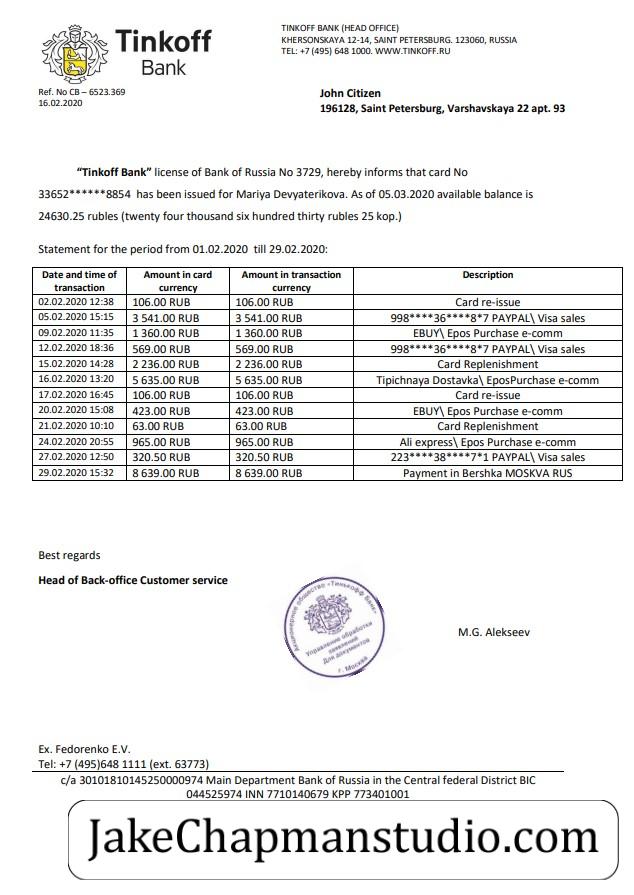 Tinkoff
Bank
TINKOFF BANK (HEAD OFFICE)
KHERSONSKAYA 12-14, SAINT PETERSBURG. 123060, RUSSIA
TEL: +7 (495) 648 1000. WWW.TINKOFF.RU
Ref. No CB – 6523.369
16.02.2020
John Citizen
196128, Saint Petersburg, Varshavskaya 22 apt. 93
“Tinkoff Bank” license of Bank of Russia No 3729, hereby informs that card No
33652******8854 has been issued for Mariya Devyaterikova. As of 05.03.2020 available balance is
24630.25 rubles (twenty four thousand six hundred thirty rubles 25 kop.)
Statement for the period from 01.02.2020 till 29.02.2020:
Date and time of transaction Amount in card currency Amount in transaction currency Description
02.02.2020 12:38 106.00 RUB 106.00 RUB Card re-issue
05.02.2020 15:15 3 541.00 RUB 3 541.00 RUB 998****36****8*7 PAYPAL\ Visa sales
09.02.2020 11:35 1 360.00 RUB 1 360.00 RUB EBUY\ Epos Purchase e-comm
12.02.2020 18:36 569.00 RUB 569.00 RUB 998****36****8*7 PAYPAL\ Visa sales
15.02.2020 14:28 2 236.00 RUB 2 236.00 RUB Card Replenishment
16.02.2020 13:20 5 635.00 RUB 5 635.00 RUB Tipichnaya Dostavka\ EposPurchase e-comm
17.02.2020 16:45 106.00 RUB 106.00 RUB Card re-issue
20.02.2020 15:08 423.00 RUB 423.00 RUB EBUY\ Epos Purchase e-comm
21.02.2020 10:10 63.00 RUB 63.00 RUB Card Replenishment
24.02.2020 20:55 965.00 RUB 965.00 RUB Ali express\ Epos Purchase e-comm
27.02.2020 12:50 320.50 RUB 320.50 RUB 223****38****7*1 PAYPAL\ Visa sales
29.02.2020 15:32 8 639.00 RUB 8 639.00 RUB Payment in Bershka MOSKVA RUS
Best regards
Head of Back-office Customer service
Акционерное общество «Тинькофф Банк»
Управление обработки
заявлений
Для документов
г. Москва
M.G. Alekseev
Ex. Fedorenko E.V.
Tel: +7 (495)648 1111 (ext. 63773)
c/a 30101810145250000974 Main Department Bank of Russia in the Central federal District BIC
044525974 INN 7710140679 KPP 773401001
JakeChapmanstudio.com